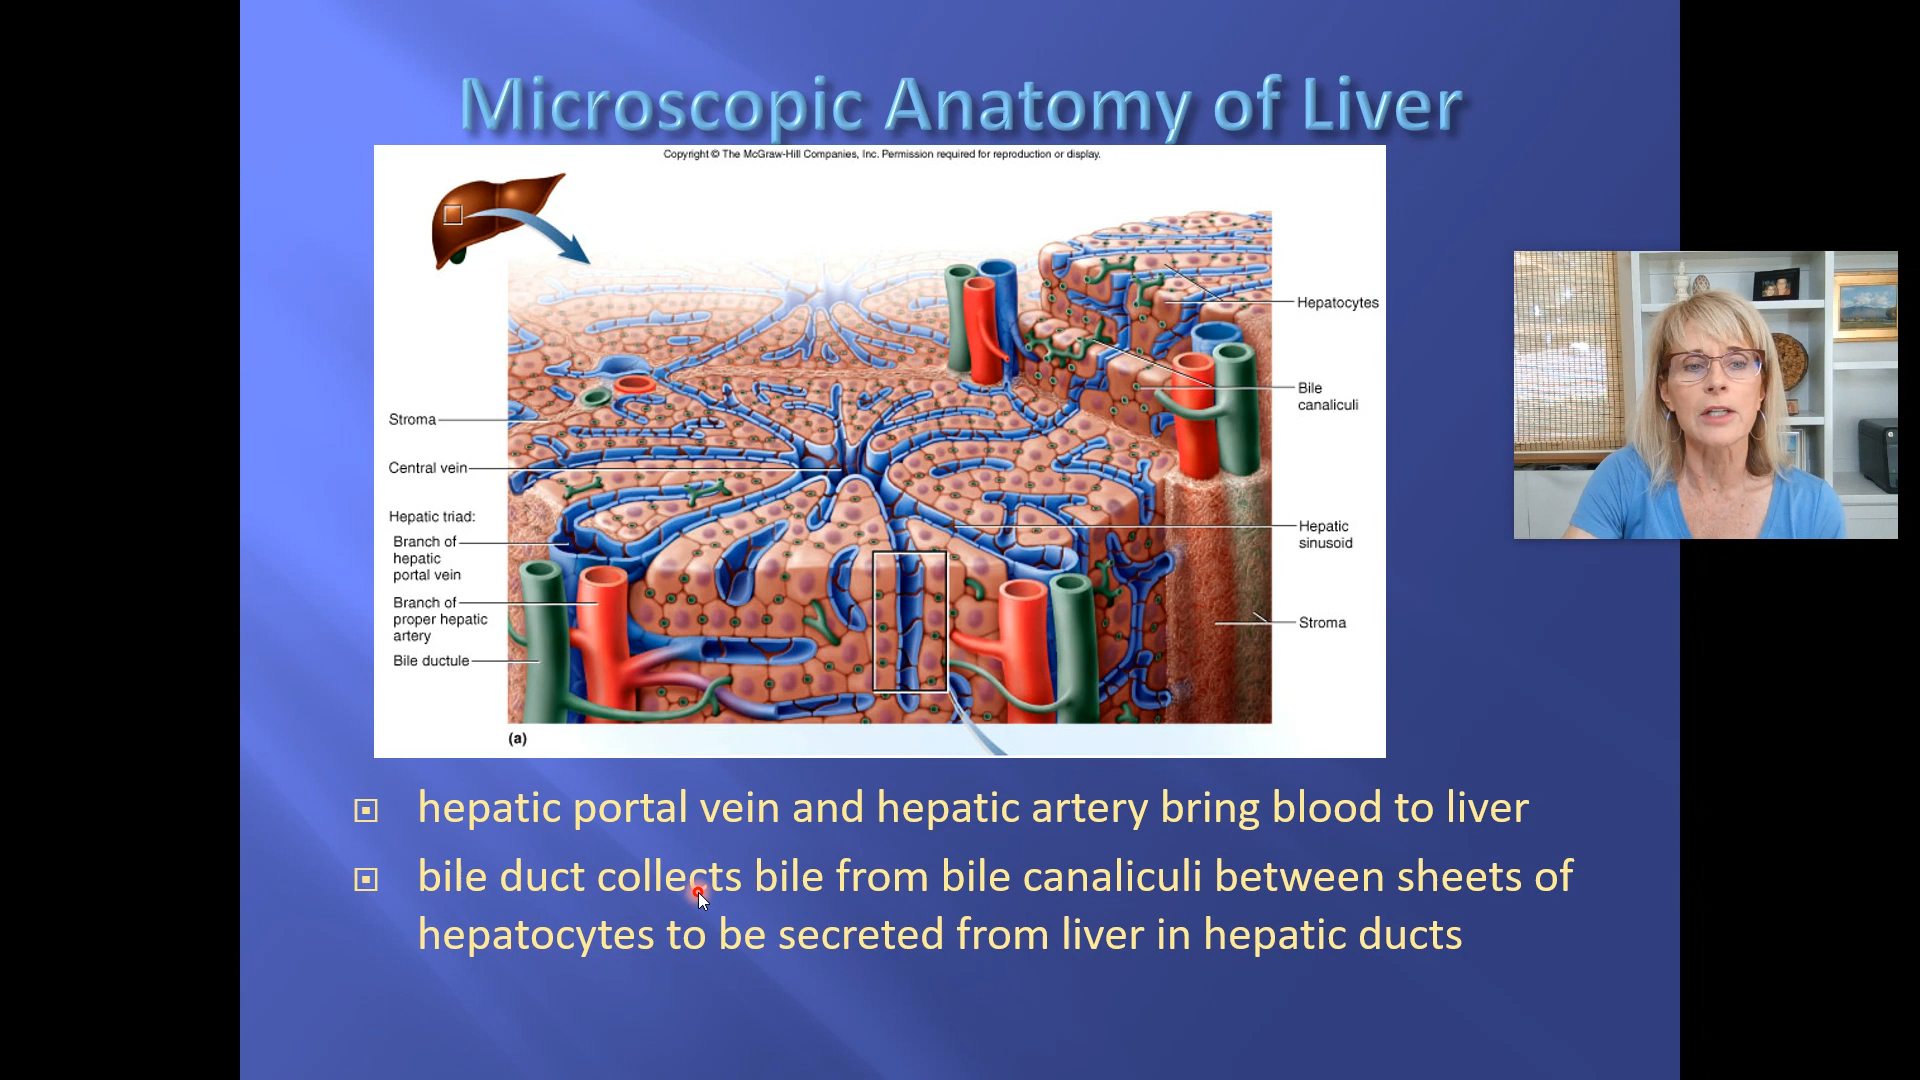 Microscopic Anatomy of Liver
Copyright © The McGraw-Hill Companies, Inc. Permission required for reproduction or display.
Hepatocytes
Bile
canaliculi
Stroma
Central vein
Hepatic triad:
Branch of
hepatic
portal vein
Branch of
proper hepatic
artery
Bile ductule
Hepatic
sinusoid
Stroma
(a)
hepatic portal vein and hepatic artery bring blood to liver
bile duct collects bile from bile canaliculi between sheets of
hepatocytes to be secreted from liver in hepatic ducts